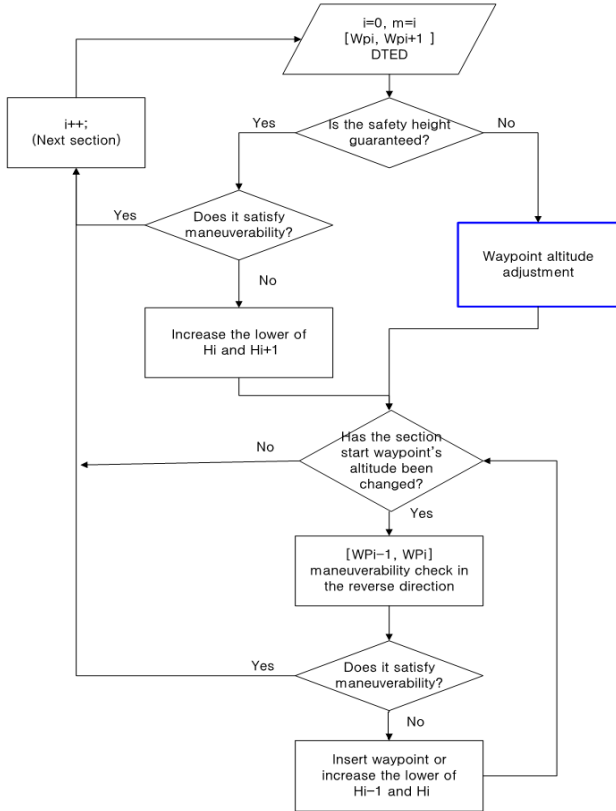 i=0, m=i
[Wpi, Wpi+1 ]
DTED
i++;
(Next section)
Yes
Is the safety height
guaranteed?
No
Yes
Does it satisfy
maneuverability?
No
Waypoint altitude
adjustment
Increase the lower of
Hi and Hi+1
No
Has the section
start waypoint's
altitude been
changed?
Yes
[WPi-1, WPi]
maneuverability check in
the reverse direction
Yes
Does it satisfy
maneuverability?
No
Insert waypoint or
increase the lower of
Hi-1 and Hi